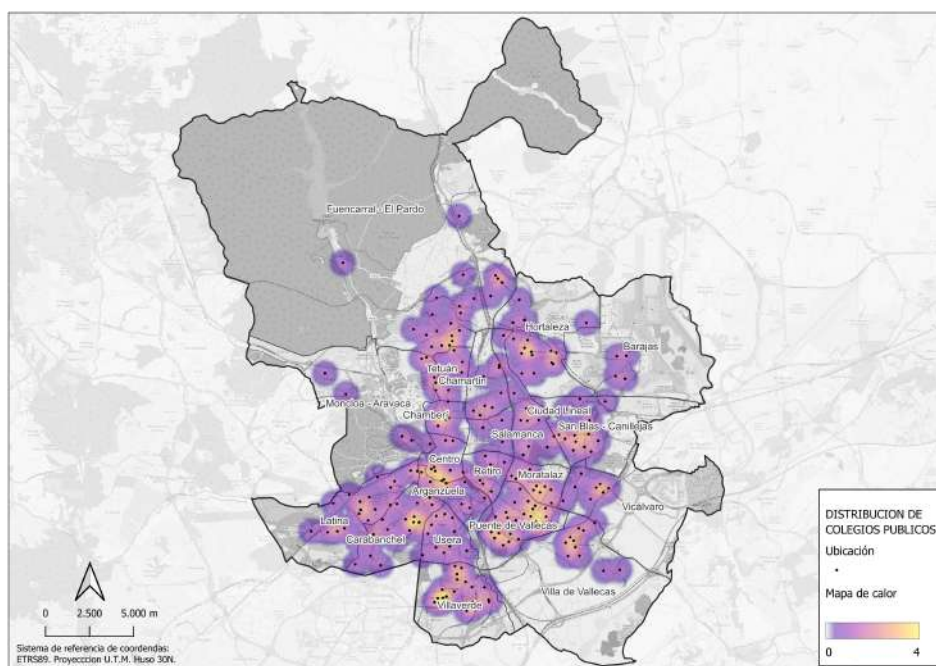 Fuencarral - El Pardo
Hortaleza
Barajas
Tetuán
Chamartín
Moncloa - Aravaca
Chamberí
Ciudad Lineal
San Blas - Canillejas
Salamanca
Centro
Retiro
Moratalaz
Arganzuela
Vicálvaro
Latina
Puente de Vallecas
Carabanchel
Usera
Villa de Vallecas
Villaverde
0 2.500 5.000 m
Sistema de referencia de coordendas:
ETRS89. Proyecccion U.T.M. Huso 30N.
DISTRIBUCION DE
COLEGIOS PUBLICOS
Ubicación
Mapa de calor
0 4